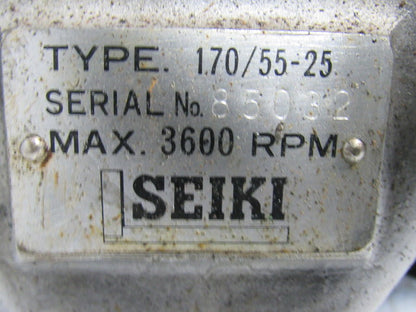 TYPE. 170/55-25
SERIAL No. 85032
MAX. 3600 RPM
SEIKI